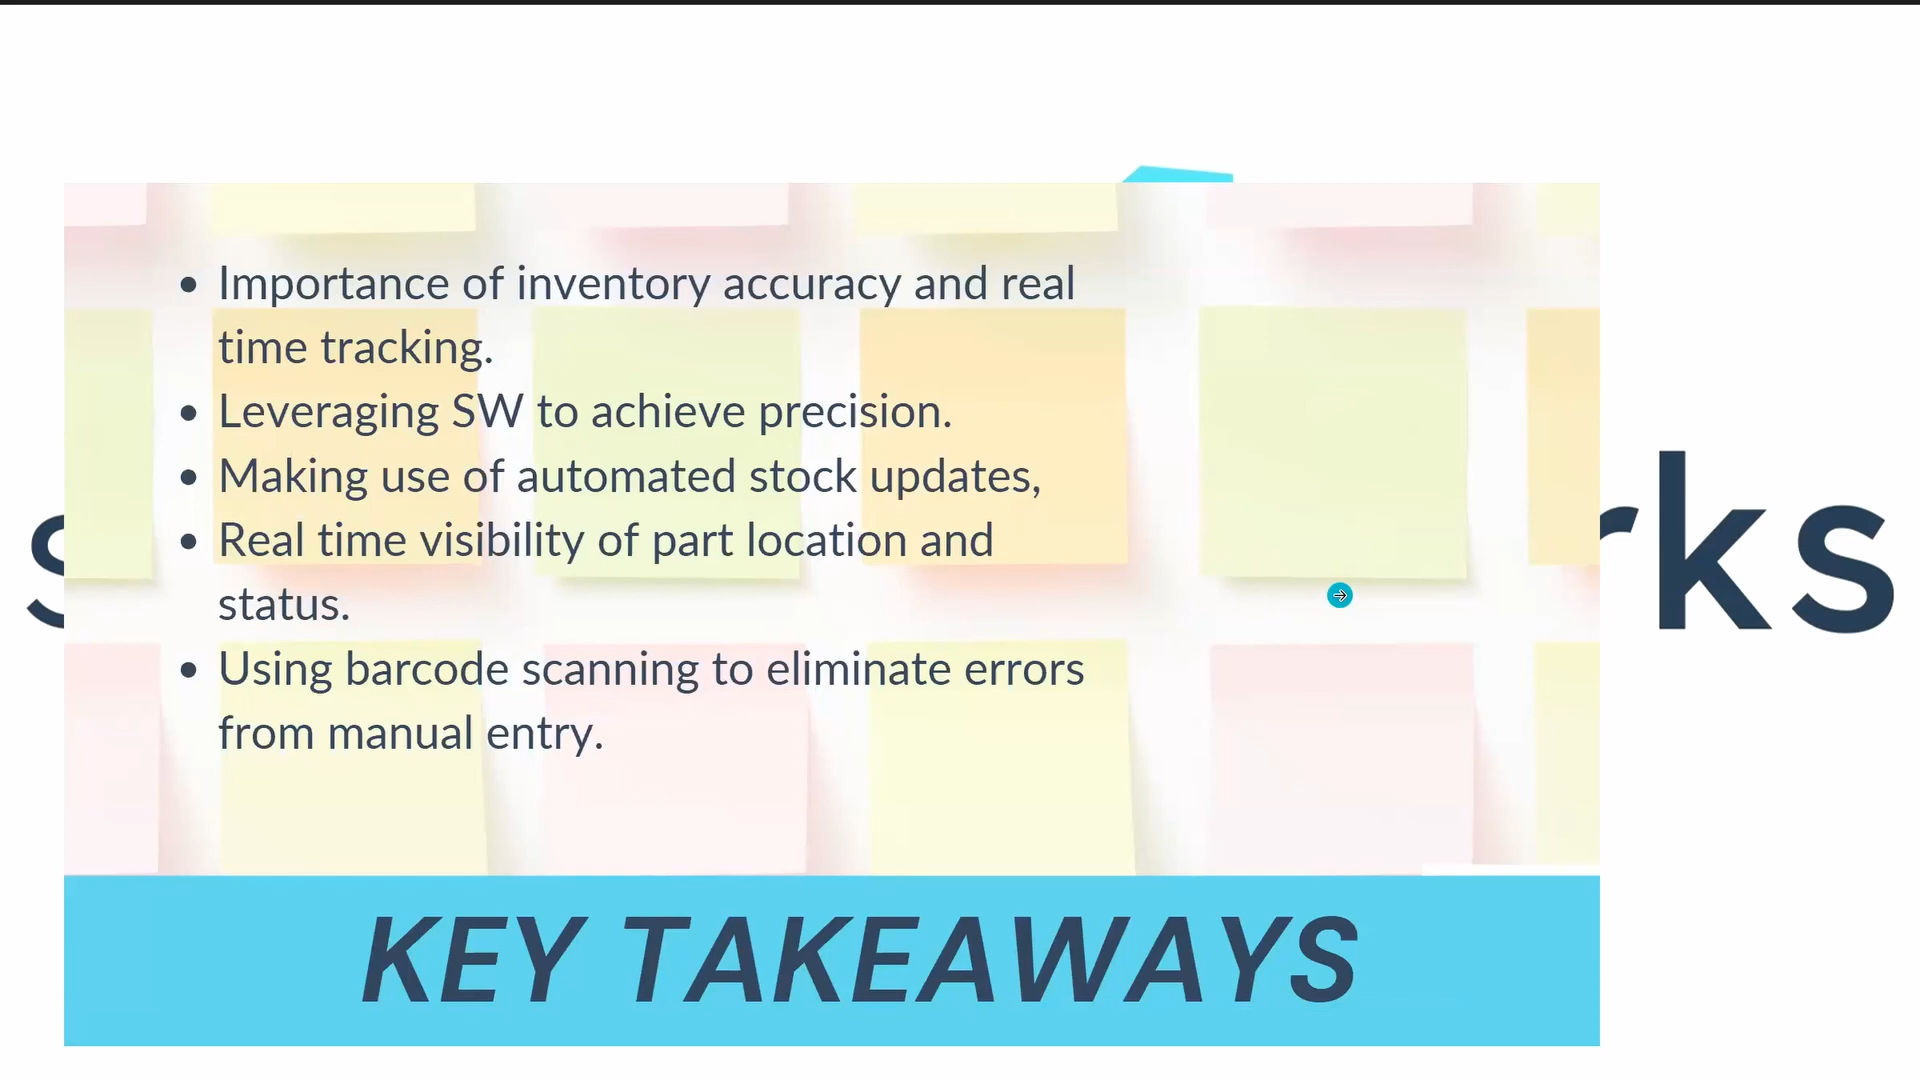 • Importance of inventory accuracy and real
time tracking.
• Leveraging SW to achieve precision.
• Making use of automated stock updates,
• Real time visibility of part location and
status.
• Using barcode scanning to eliminate errors
from manual entry.
rks
KEY TAKEAWAYS